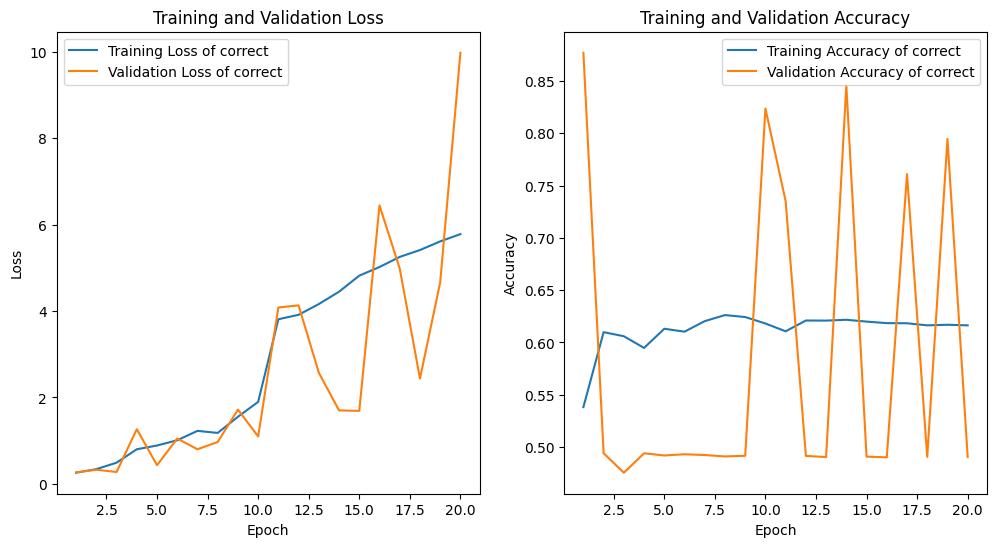 Training and Validation Loss
Training Loss of correct
Validation Loss of correct
10
8
6
4
2
0
Loss
2.5 5.0 7.5 10.0 12.5 15.0 17.5 20.0
Epoch
Training and Validation Accuracy
Training Accuracy of correct
Validation Accuracy of correct
0.85
0.80
0.75
0.70
0.65
0.60
0.55
0.50
Accuracy
2.5 5.0 7.5 10.0 12.5 15.0 17.5 20.0
Epoch